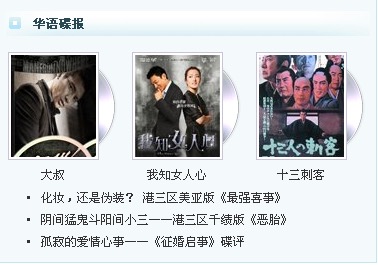 华语碟报
我知女人心
十三人の刺客
大叔
我知女人心
十三刺客
化妆，还是伪装？ 港三区美亚版《最强喜事》
阴间猛鬼斗阳间小三——港三区千绩版《恶胎》
孤寂的爱情心事——《征婚启事》碟评